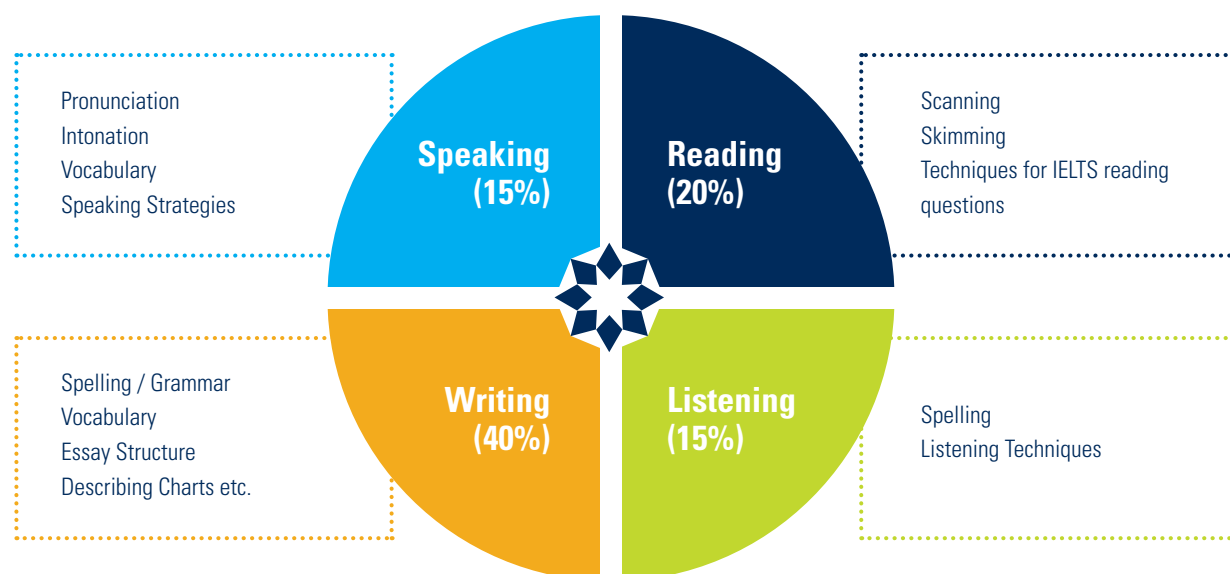 Pronunciation
Intonation
Vocabulary
Speaking Strategies
Speaking
(15%)
Reading
(20%)
Scanning
Skimming
Techniques for IELTS reading
questions
Spelling / Grammar
Vocabulary
Essay Structure
Describing Charts etc.
Writing
(40%)
Listening
(15%)
Spelling
Listening Techniques